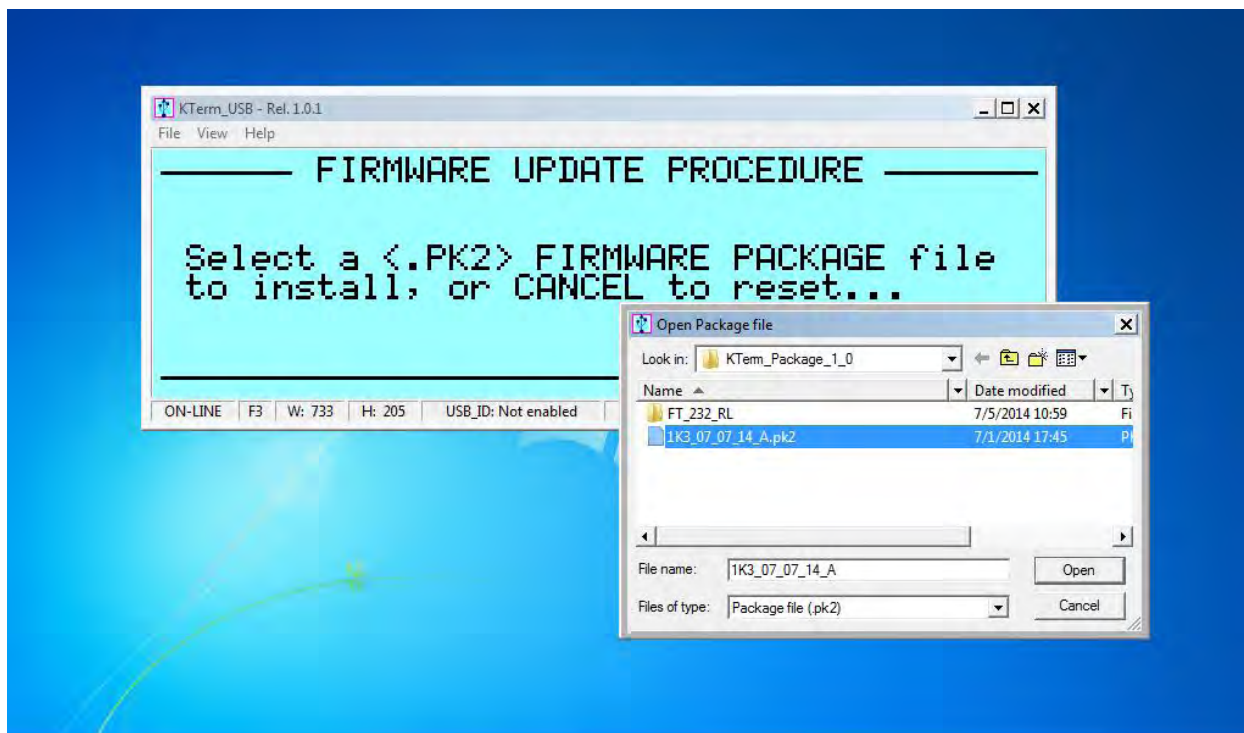 KTerm_USB - Rel. 1.0.1
File View Help
FIRMWARE UPDATE PROCEDURE
Select a <.PK2> FIRMWARE PACKAGE file
to install, or CANCEL to reset...
ON-LINE F3 W: 733 H: 205 USB_ID: Not enabled
Open Package file
Look in: KTerm_Package_1_0
Name Date modified Ty
FT_232_RL 7/5/2014 10:59 Fi
1K3_07_07_14_A.pk2 7/1/2014 17:45 PK
File name: 1K3_07_07_14_A Open
Files of type: Package file (.pk2) Cancel